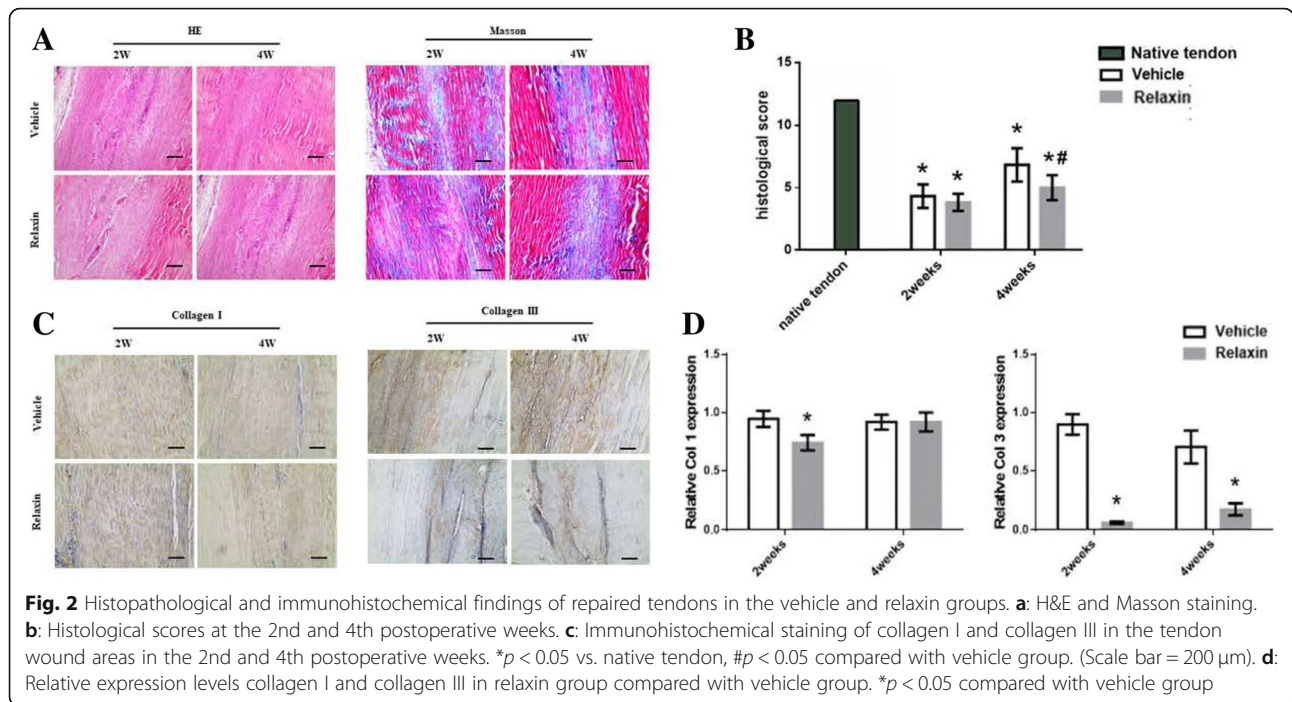 A
HE
2W 4W
Vehicle
Relaxin
Masson
2W 4W
B
Native tendon
Vehicle
Relaxin
histological score
15
10
5
0
*
*
*
*#
native tendon
2weeks
4weeks
C
Collagen I
2W 4W
Vehicle
Relaxin
Collagen III
2W 4W
D
Vehicle
Relaxin
Relative Col 1 expression
1.5
1.0
0.5
0.0
*
2weeks
4weeks
Relative Col 3 expression
1.5
1.0
0.5
0.0
*
*
2weeks
4weeks
Fig. 2 Histopathological and immunohistochemical findings of repaired tendons in the vehicle and relaxin groups. a: H&E and Masson staining.
b: Histological scores at the 2nd and 4th postoperative weeks. c: Immunohistochemical staining of collagen I and collagen III in the tendon
wound areas in the 2nd and 4th postoperative weeks. *p < 0.05 vs. native tendon, #p < 0.05 compared with vehicle group. (Scale bar = 200 μm). d:
Relative expression levels collagen I and collagen III in relaxin group compared with vehicle group. *p < 0.05 compared with vehicle group